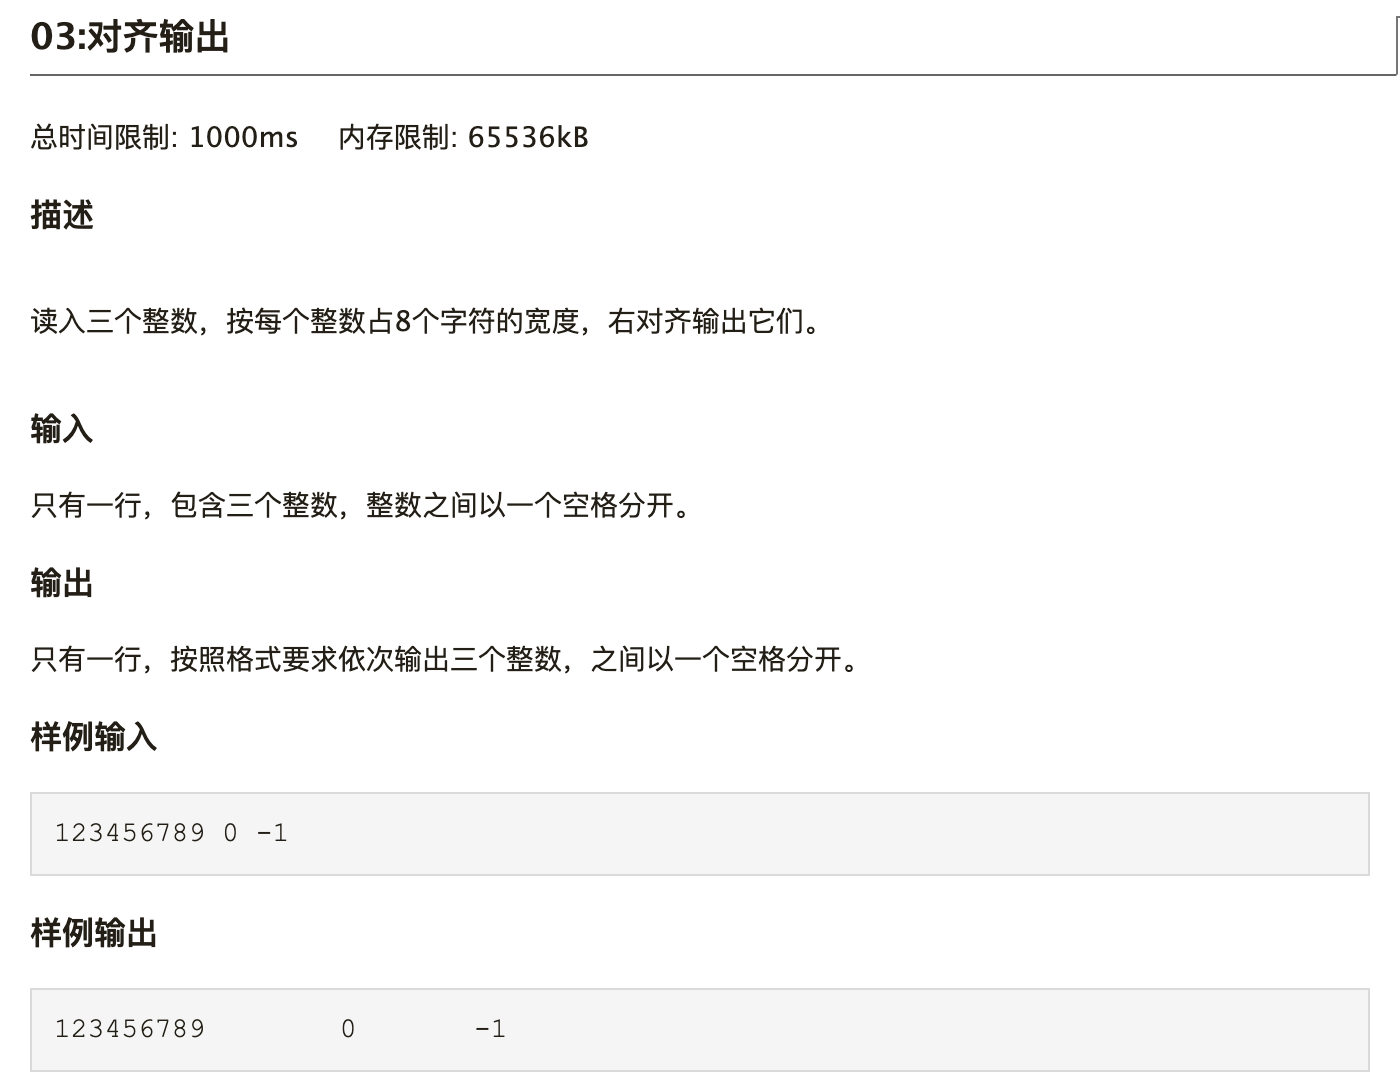 03:对齐输出
总时间限制: 1000ms 内存限制: 65536kB
描述
读入三个整数，按每个整数占8个字符的宽度，右对齐输出它们。
输入
只有一行，包含三个整数，整数之间以一个空格分开。
输出
只有一行，按照格式要求依次输出三个整数，之间以一个空格分开。
样例输入
123456789 0 -1
样例输出
123456789        0       -1